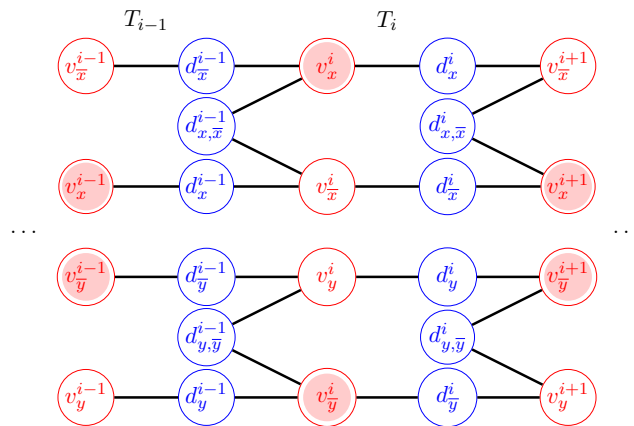 $T_{i-1}$ $T_i$
$v_{\overline{x}}^{i-1}$ $d_{\overline{x}}^{i-1}$ $v_x^i$ $d_x^i$ $v_{\overline{x}}^{i+1}$
$d_{x,\overline{x}}^{i-1}$ $d_{x,\overline{x}}^i$
$v_x^{i-1}$ $d_x^{i-1}$ $v_{\overline{x}}^i$ $d_{\overline{x}}^i$ $v_x^{i+1}$
... ...
$v_{\overline{y}}^{i-1}$ $d_{\overline{y}}^{i-1}$ $v_y^i$ $d_y^i$ $v_{\overline{y}}^{i+1}$
$d_{y,\overline{y}}^{i-1}$ $d_{y,\overline{y}}^i$
$v_y^{i-1}$ $d_y^{i-1}$ $v_{\overline{y}}^i$ $d_{\overline{y}}^i$ $v_y^{i+1}$